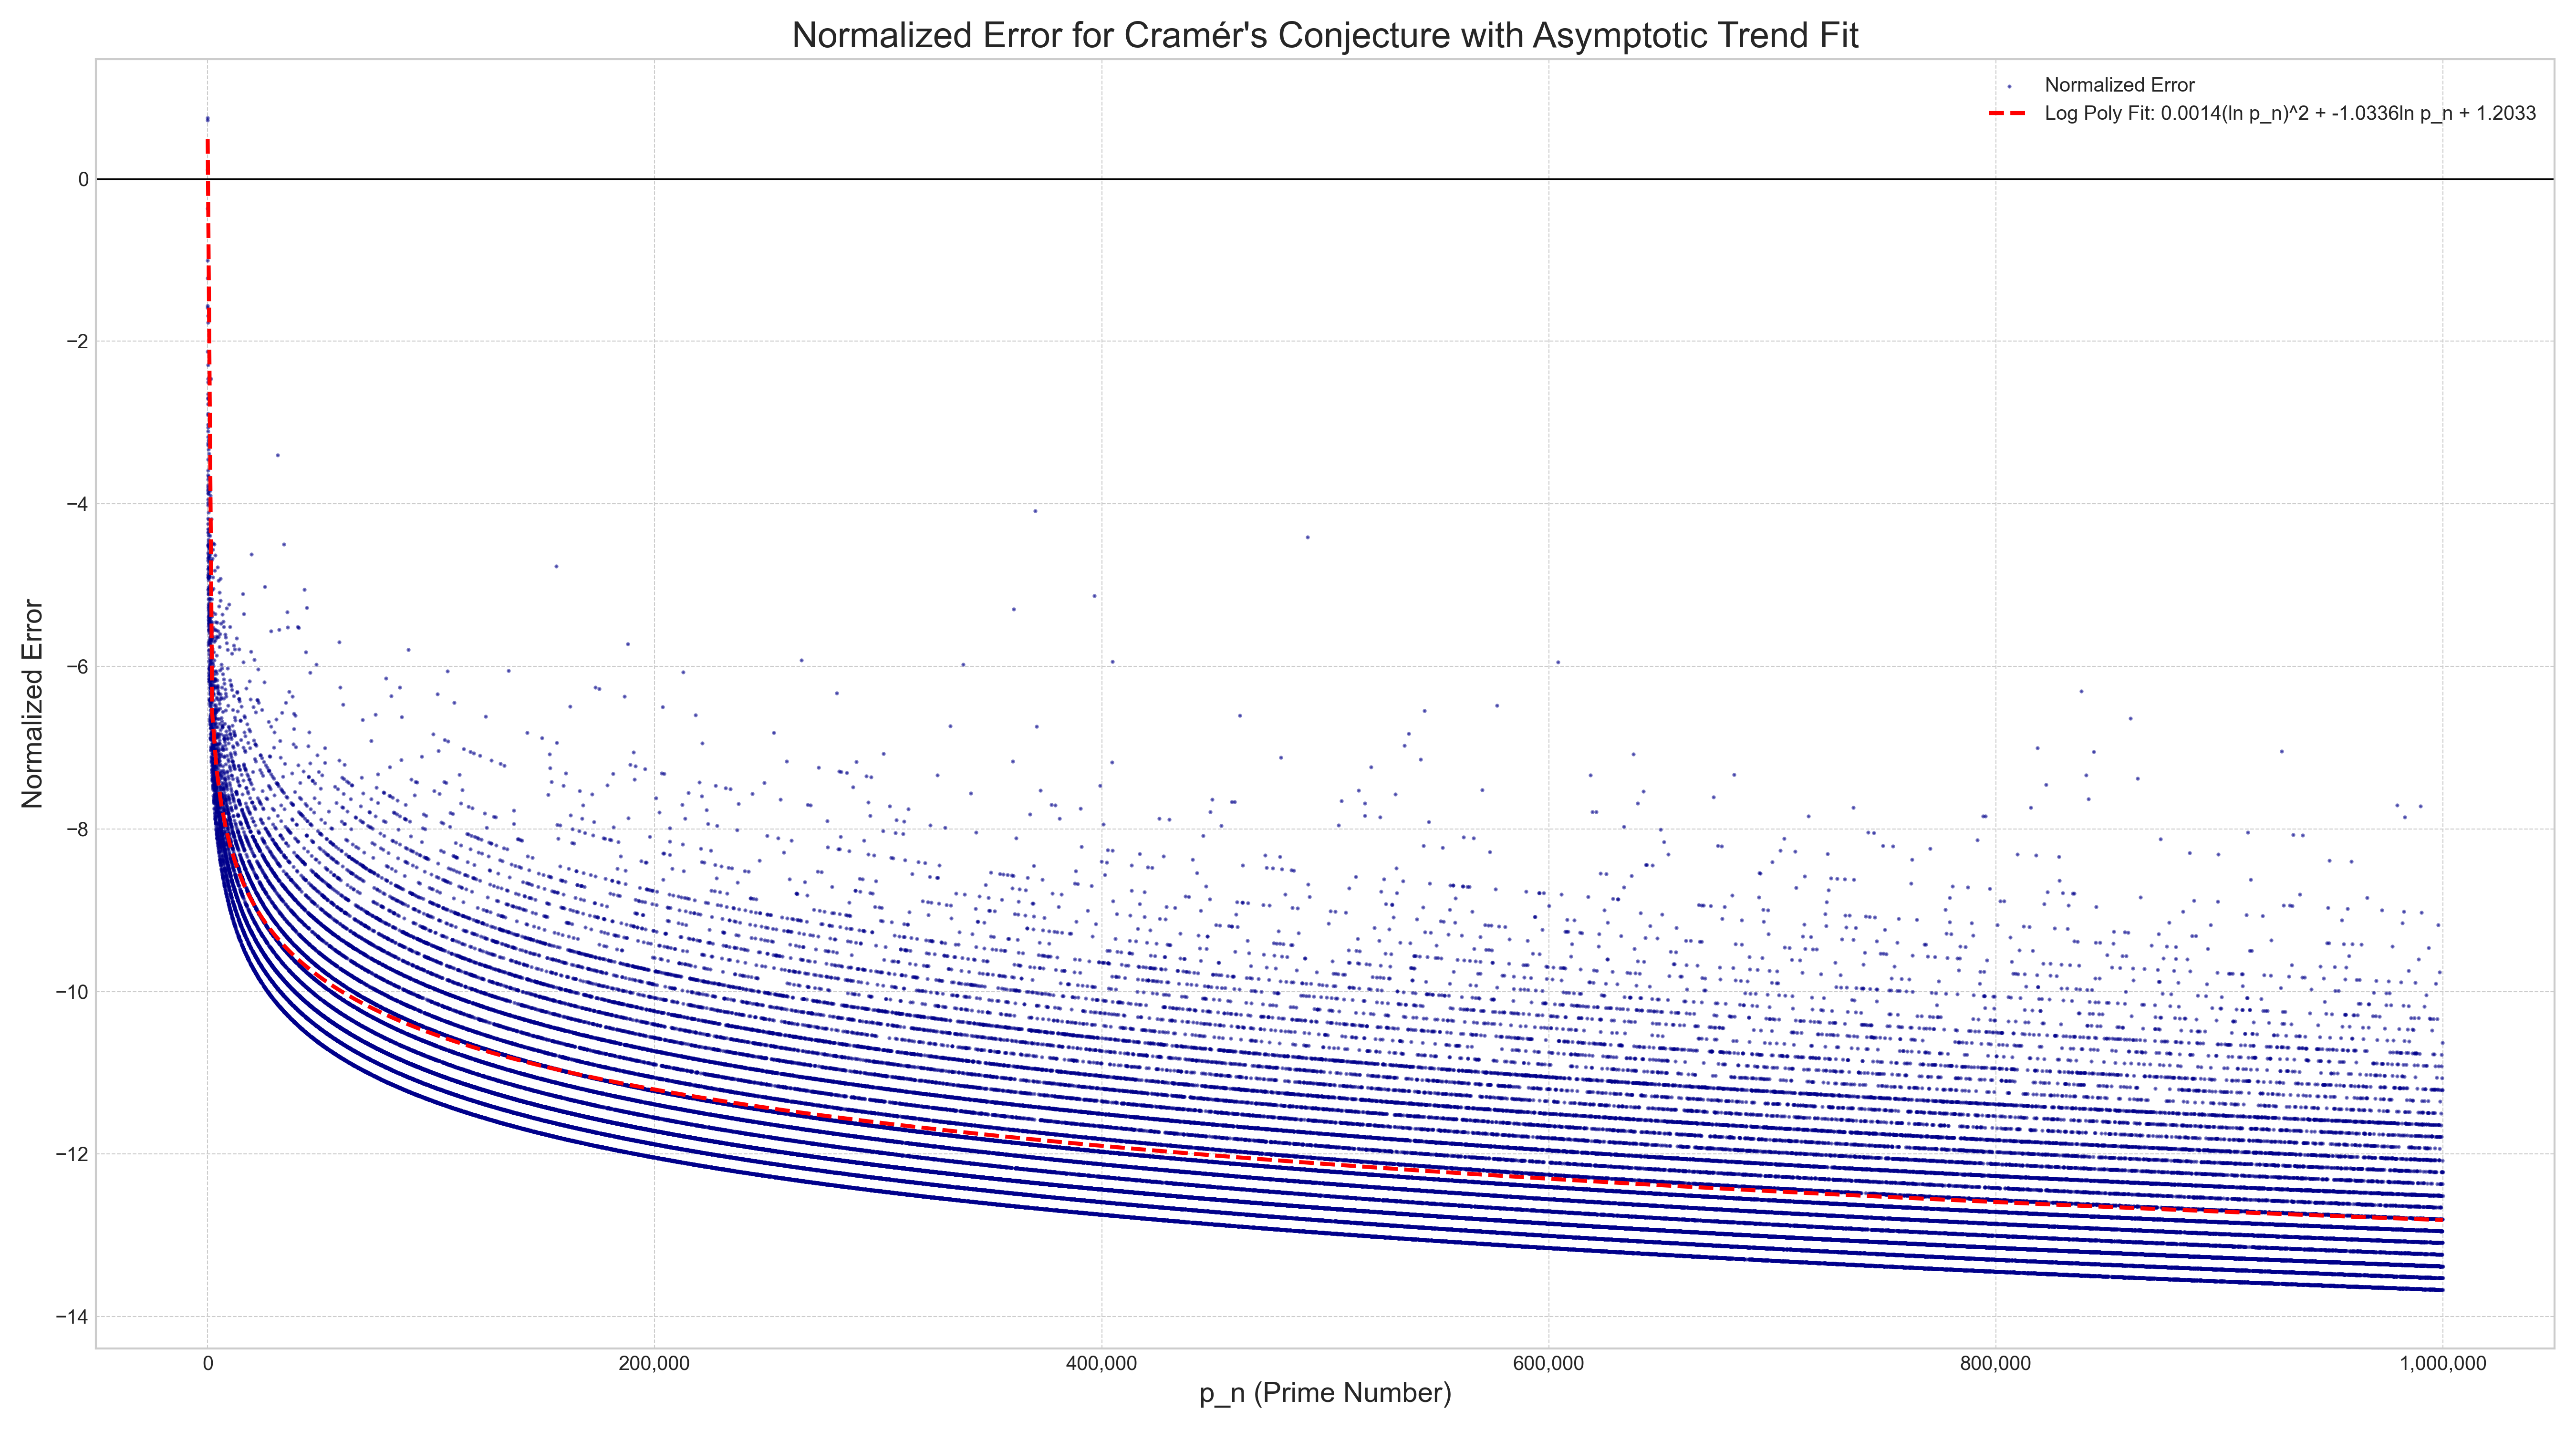 Normalized Error for Cramér's Conjecture with Asymptotic Trend Fit
Normalized Error
Log Poly Fit: 0.0014(ln p_n)^2 + -1.0336ln p_n + 1.2033
Normalized Error
0
−2
−4
−6
−8
−10
−12
−14
0
200,000
400,000
600,000
800,000
1,000,000
p_n (Prime Number)